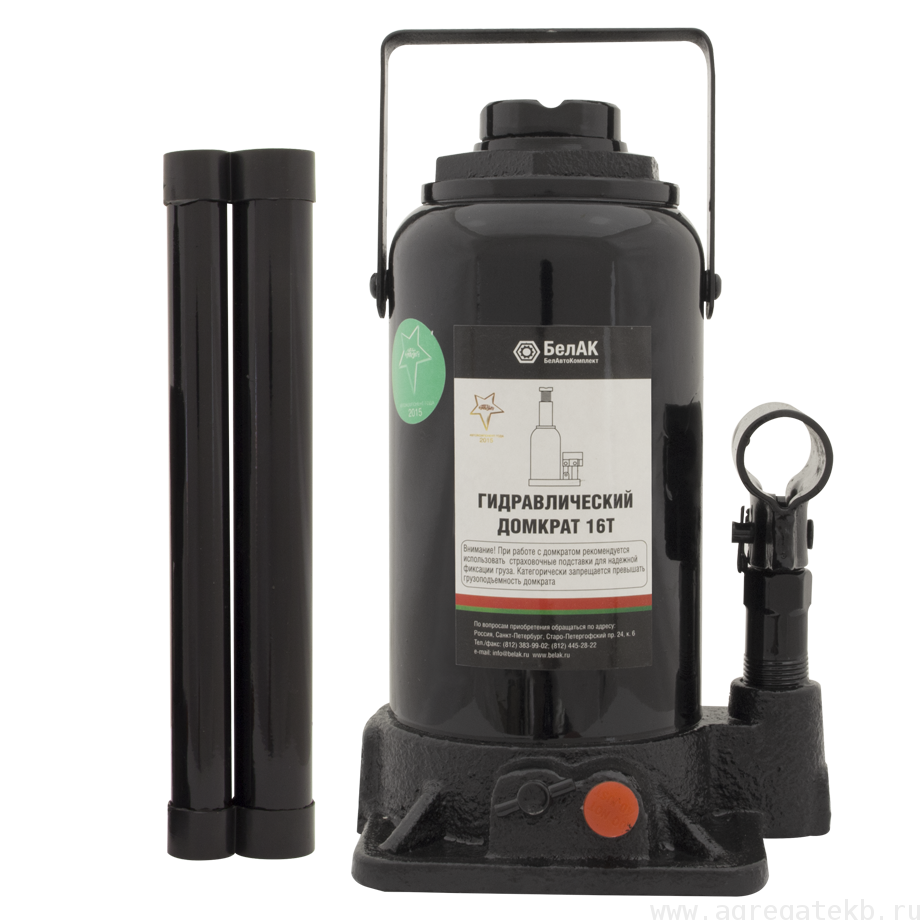 БелАК
БелАвтоКомплект
2015
ГИДРАВЛИЧЕСКИЙ
ДОМКРАТ 16Т
Внимание! При работе с домкратом рекомендуется
использовать страховочные подставки для надежной
фиксации груза. Категорически запрещается превышать
грузоподъемность домкрата
По вопросам приобретения обращаться по адресу:
Россия, Санкт-Петербург, Старо-Петергофский пр. 24, к. 6
Тел./факс: (812) 383-99-02; (812) 445-28-22
e-mail: info@belak.ru www.belak.ru
www.agregatekb.ru